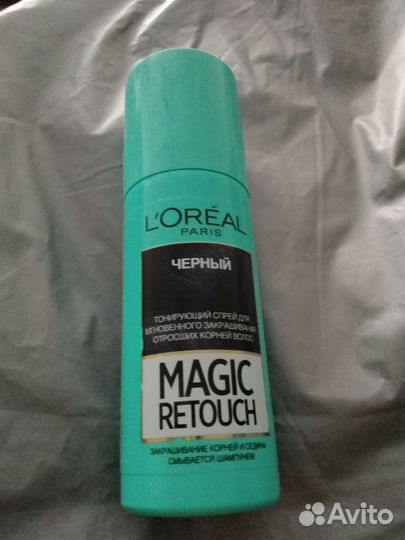 L'ORÉAL
PARIS
ЧЕРНЫЙ
ТОНИРУЮЩИЙ СПРЕЙ ДЛЯ
МГНОВЕННОГО ЗАКРАШИВАНИЯ
ОТРОСШИХ КОРНЕЙ ВОЛОС
MAGIC
RETOUCH
ЗАКРАШИВАНИЕ КОРНЕЙ И СЕДИНЫ
СМЫВАЕТСЯ ШАМПУНЕМ
Avito